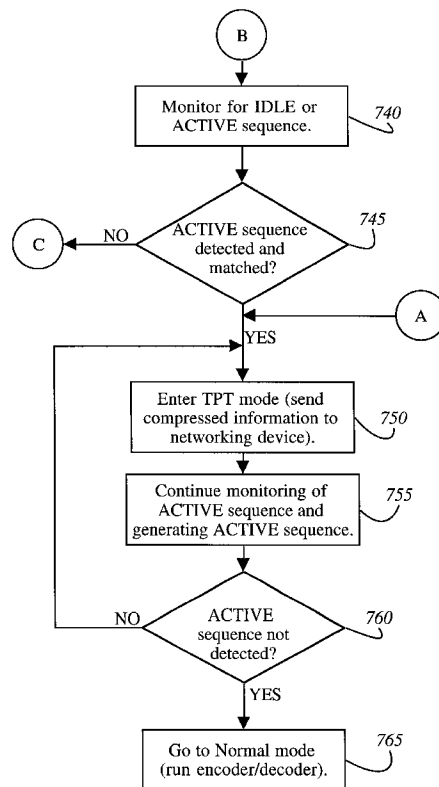 B
Monitor for IDLE or
ACTIVE sequence.
740
ACTIVE sequence
detected and
matched?
745
NO
C
A
YES
Enter TPT mode (send
compressed information to
networking device).
750
Continue monitoring of
ACTIVE sequence and
generating ACTIVE sequence.
755
NO
ACTIVE
sequence not
detected?
760
YES
Go to Normal mode
(run encoder/decoder).
765